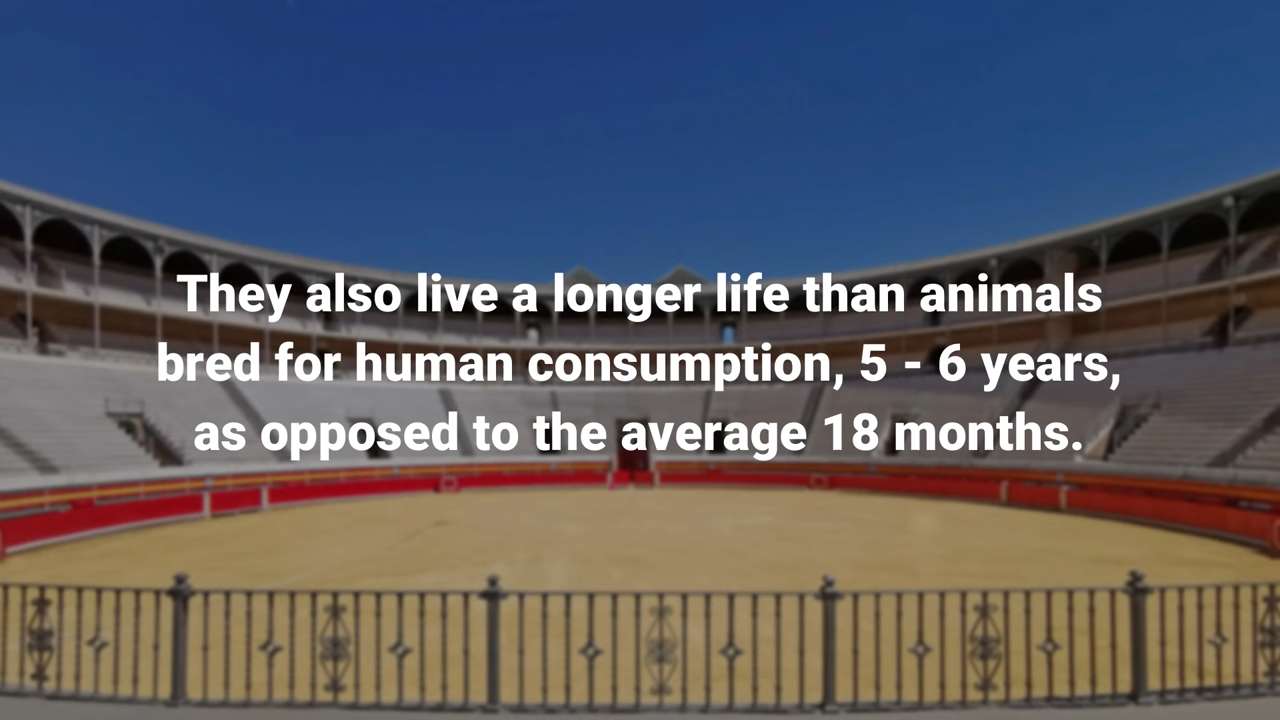 They also live a longer life than animals
bred for human consumption, 5 - 6 years,
as opposed to the average 18 months.